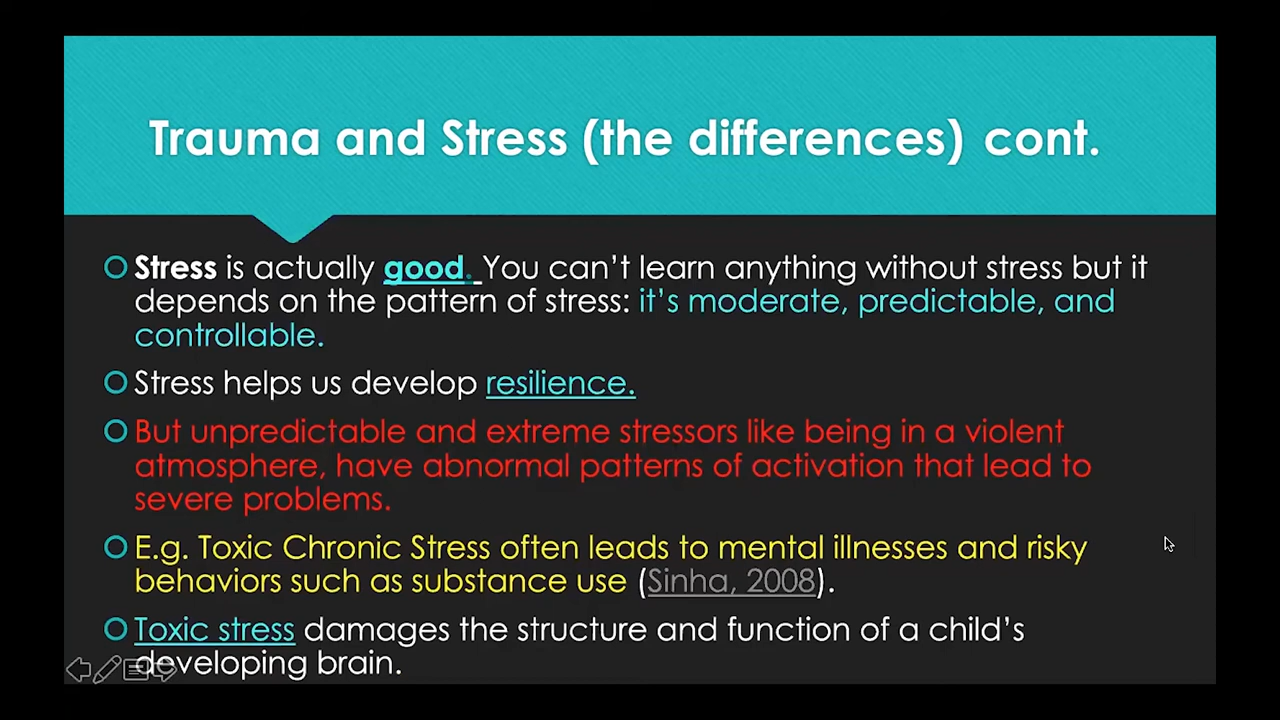 Trauma and Stress (the differences) cont.
Stress is actually good. You can't learn anything without stress but it
depends on the pattern of stress: it's moderate, predictable, and
controllable.
Stress helps us develop resilience.
But unpredictable and extreme stressors like being in a violent
atmosphere, have abnormal patterns of activation that lead to
severe problems.
E.g. Toxic Chronic Stress often leads to mental illnesses and risky
behaviors such as substance use (Sinha, 2008).
Toxic stress damages the structure and function of a child's
developing brain.